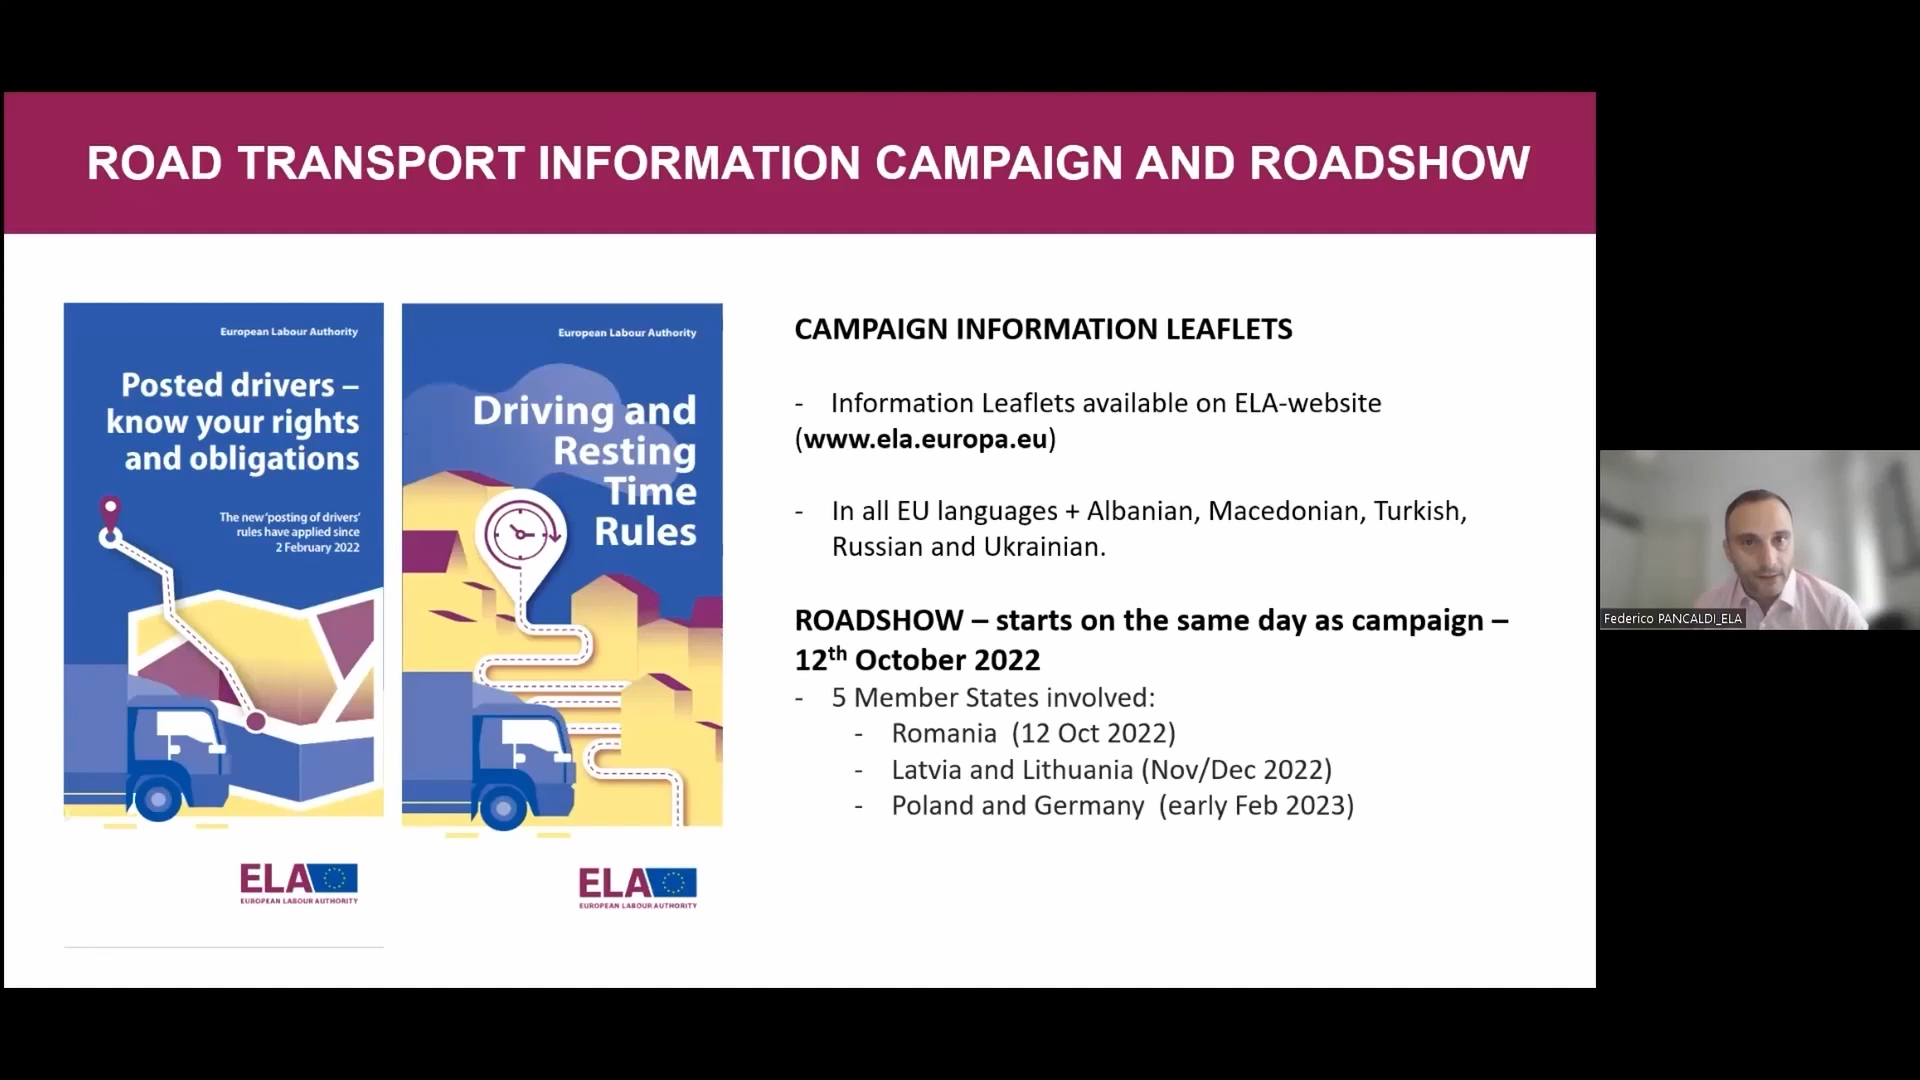 ROAD TRANSPORT INFORMATION CAMPAIGN AND ROADSHOW
European Labour Authority
Posted drivers –
know your rights
and obligations
The new 'posting of drivers'
rules have applied since
2 February 2022
ELA
EUROPEAN LABOUR AUTHORITY
European Labour Authority
Driving and
Resting
Time
Rules
ELA
EUROPEAN LABOUR AUTHORITY
CAMPAIGN INFORMATION LEAFLETS
- Information Leaflets available on ELA-website
(www.ela.europa.eu)
- In all EU languages + Albanian, Macedonian, Turkish,
Russian and Ukrainian.
ROADSHOW – starts on the same day as campaign –
12th October 2022
- 5 Member States involved:
- Romania (12 Oct 2022)
- Latvia and Lithuania (Nov/Dec 2022)
- Poland and Germany (early Feb 2023)
Federico PANCALDI_ELA